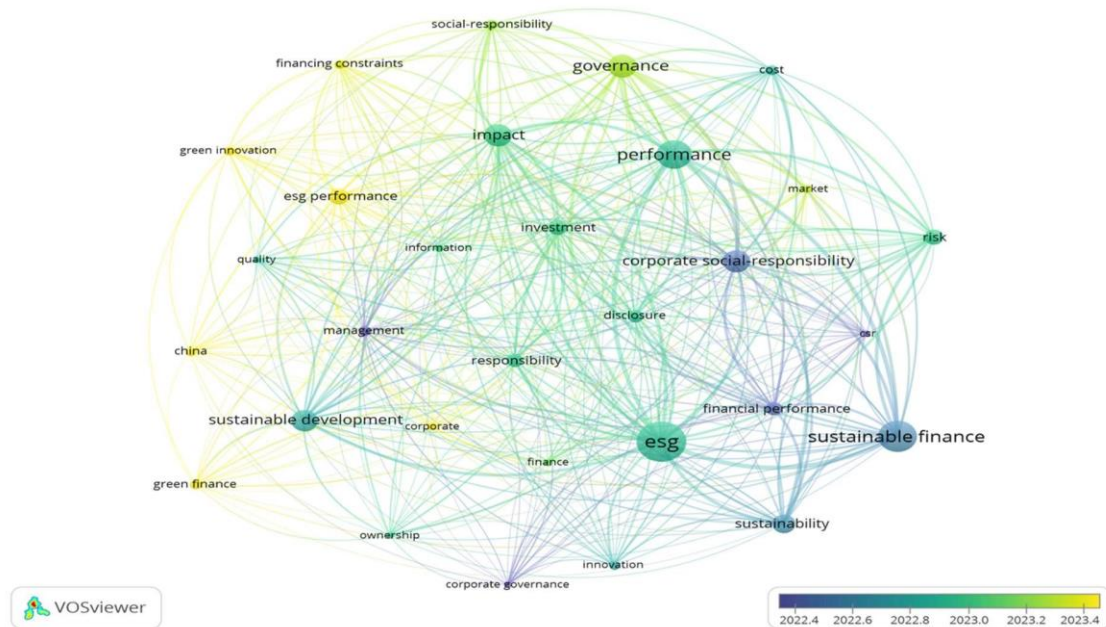 social-responsibility
financing constraints
governance
cost
impact
green innovation
performance
esg performance
market
investment
risk
information
quality
corporate social-responsibility
disclosure
management
csr
china
responsibility
financial performance
sustainable development
corporate
esg
sustainable finance
finance
green finance
sustainability
ownership
innovation
corporate governance
VOSviewer
2022.4 2022.6 2022.8 2023.0 2023.2 2023.4